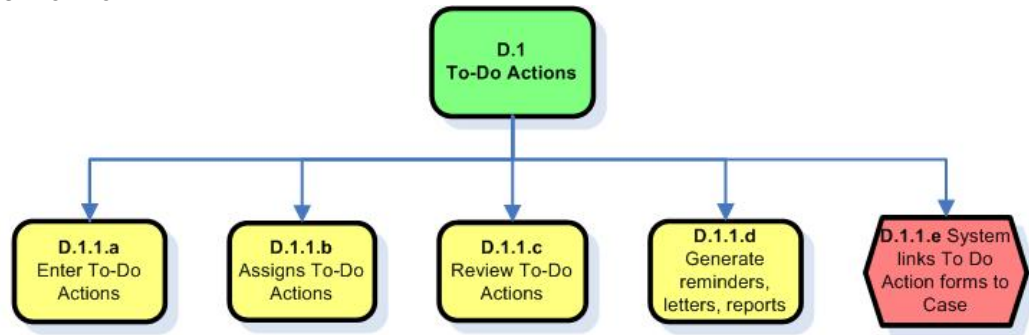 D.1
To-Do Actions
D.1.1.a
Enter To-Do
Actions
D.1.1.b
Assigns To-Do
Actions
D.1.1.c
Review To-Do
Actions
D.1.1.d
Generate
reminders,
letters, reports
D.1.1.e System
links To Do
Action forms to
Case